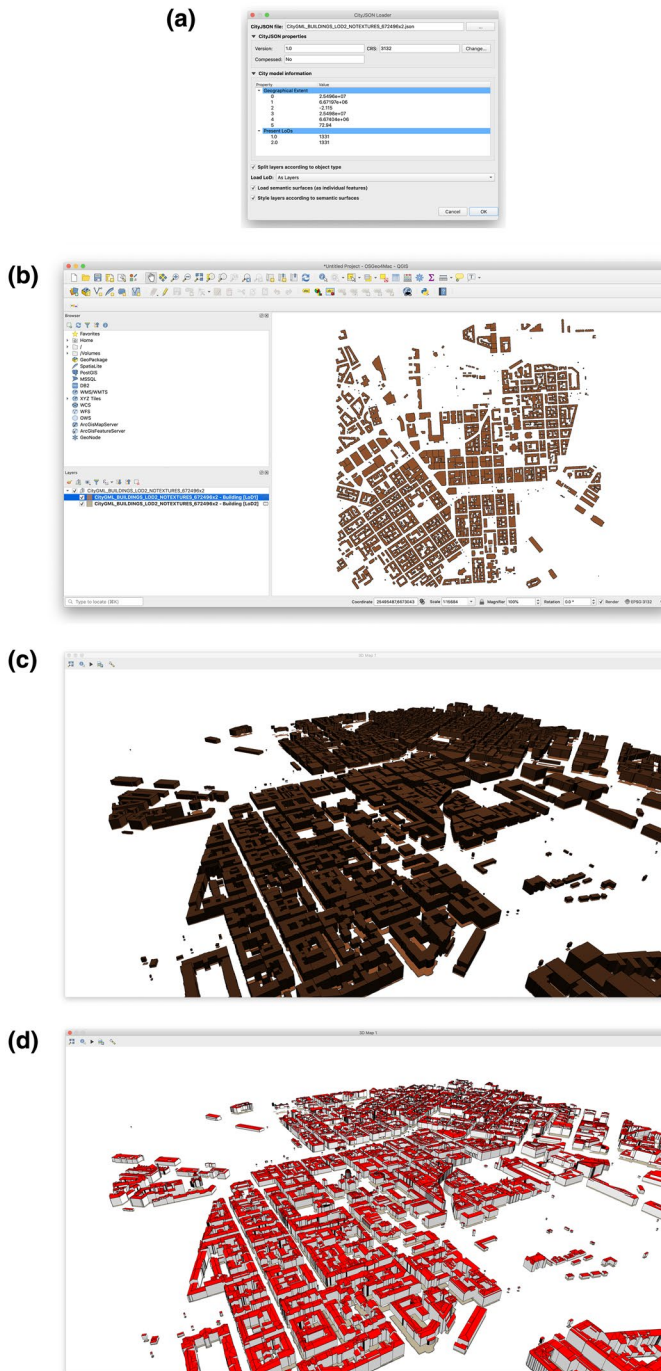 (a)
CityJSON Loader
CityJSON file: CityGML_BUILDINGS_LOD2_NOTEXTURES_672496x2.json ...
CityJSON properties
Version: 1.0 CRS: 3132 Change...
Compessed: No
City model information
Property Value
Geographical Extent
0 2.5496e+07
1 6.67197e+06
2 -2.115
3 2.5498e+07
4 6.67404e+06
5 72.94
Present LoDs
1.0 1331
2.0 1331
Split layers according to object type
Load LoD: As Layers
Load semantic surfaces (as individual features)
Style layers according to semantic surfaces
Cancel OK
(b)
*Untitled Project - OSGeo4Mac - QGIS
Browser
Favorites
Home
/
/Volumes
GeoPackage
SpatiaLite
PostGIS
MSSQL
DB2
WMS/WMTS
XYZ Tiles
WCS
WFS
OWS
ArcGisMapServer
ArcGisFeatureServer
GeoNode
Layers
CityGML_BUILDINGS_LOD2_NOTEXTURES_672496x2
CityGML_BUILDINGS_LOD2_NOTEXTURES_672496x2 - Building [LoD1]
CityGML_BUILDINGS_LOD2_NOTEXTURES_672496x2 - Building [LoD2]
Type to locate (⌘K) Coordinate Scale Magnifier 100% Rotation 0.0 ° Render EPSG:3132
(c)
3D Map 1
(d)
3D Map 1